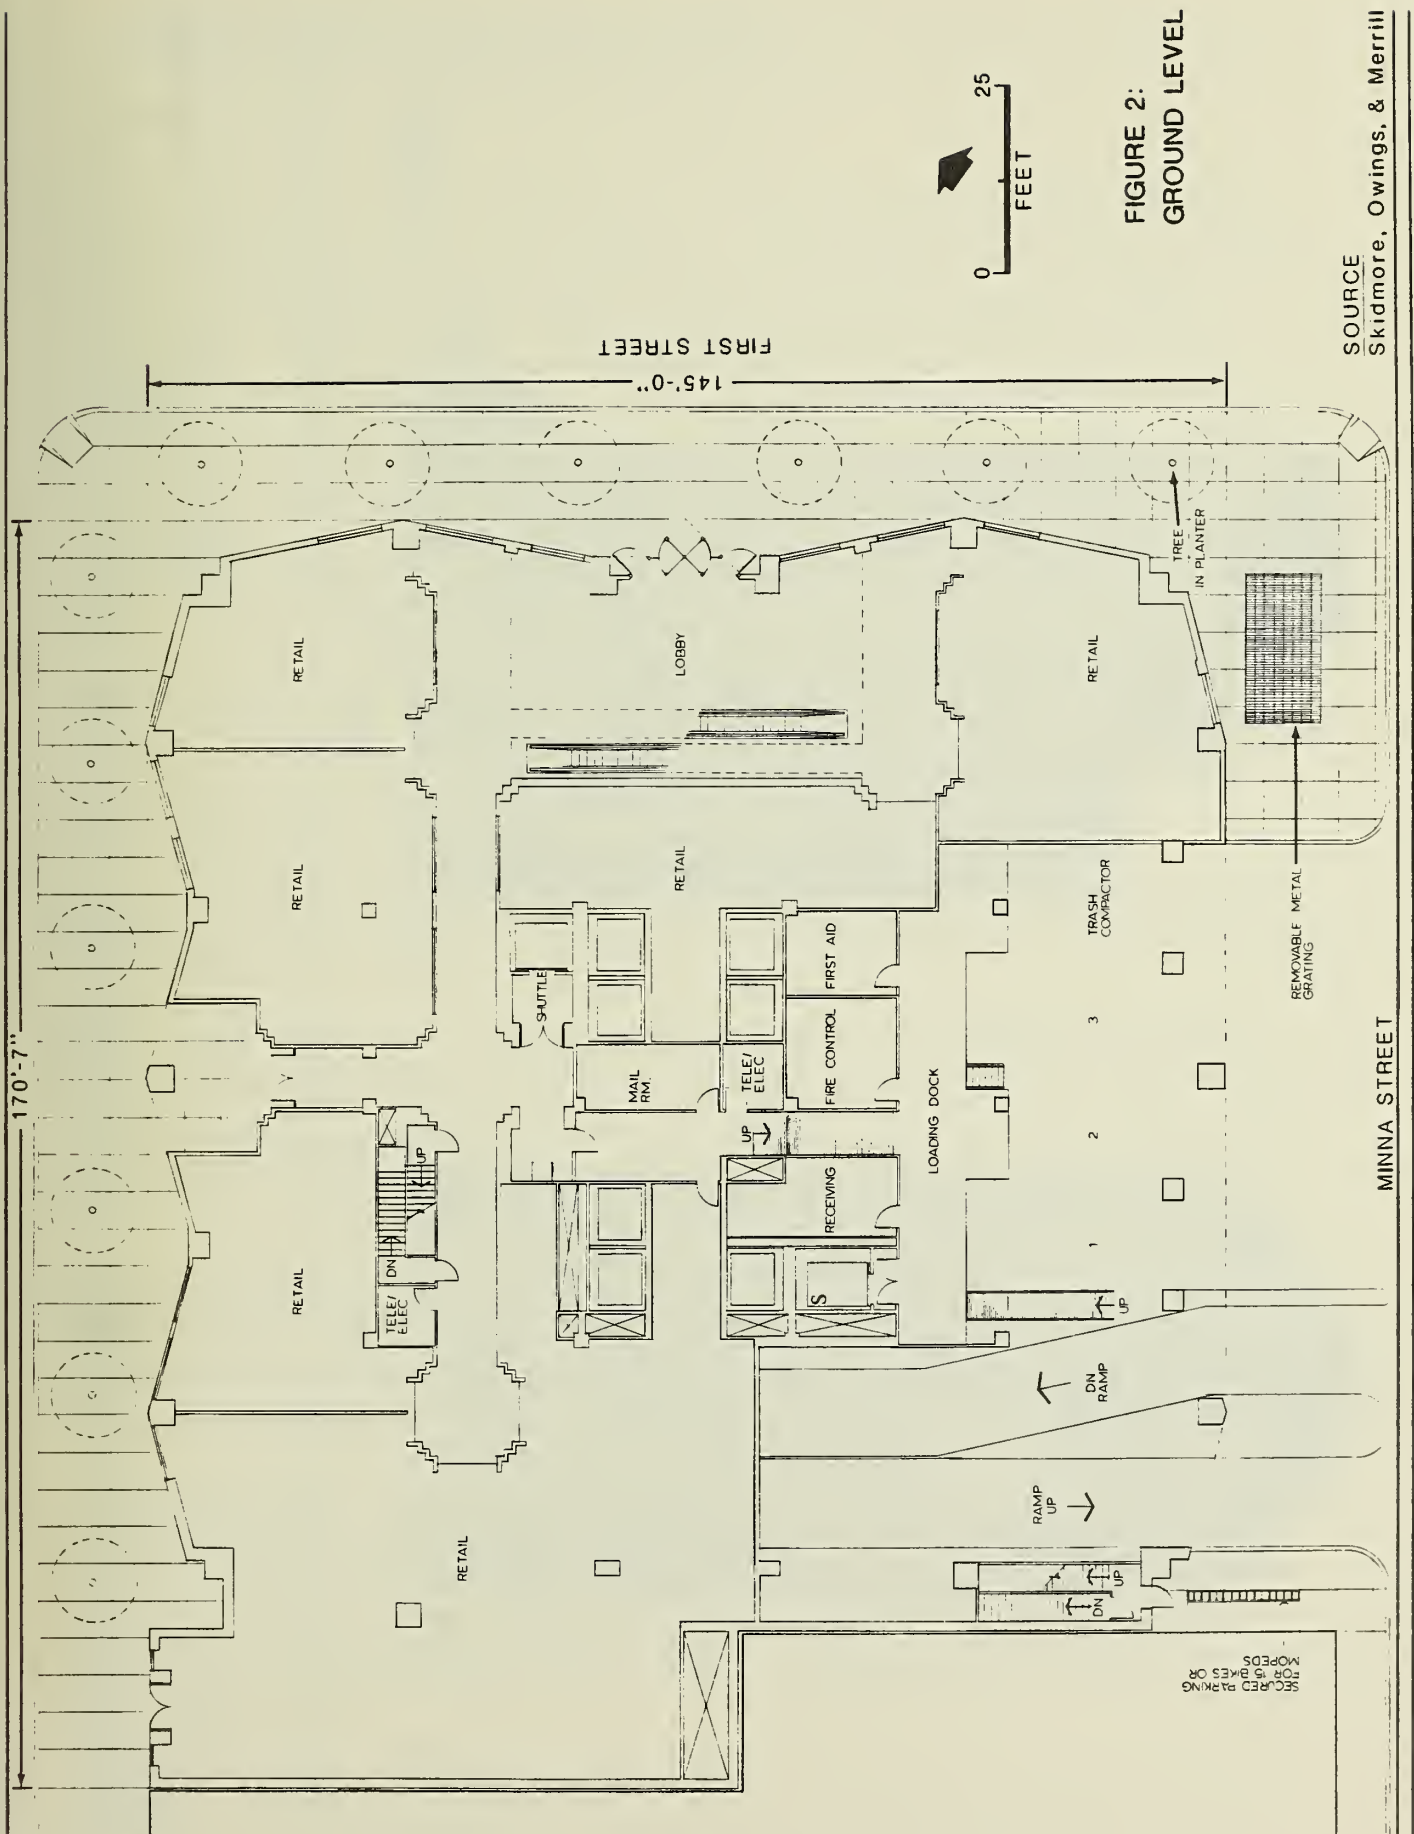 170'-7"
FIRST STREET
145'-0"
RETAIL
LOBBY
RETAIL
TREE
IN PLANTER
RETAIL
RETAIL
SHUTTLE
FIRST AID
TRASH
COMPACTOR
REMOVABLE METAL
GRATING
MAIL
RM.
TELE/
ELEC
FIRE CONTROL
LOADING DOCK
3
2
1
UP
UP
DN
RETAIL
TELE/
ELEC
RECEIVING
S
UP
DN
RAMP
RAMP
UP
RETAIL
UP
DN
SECURED PARKING
FOR 15 BIKES OR
MOPEDS
MINNA STREET
0
25
FEET
FIGURE 2:
GROUND LEVEL
SOURCE
Skidmore, Owings, & Merrill